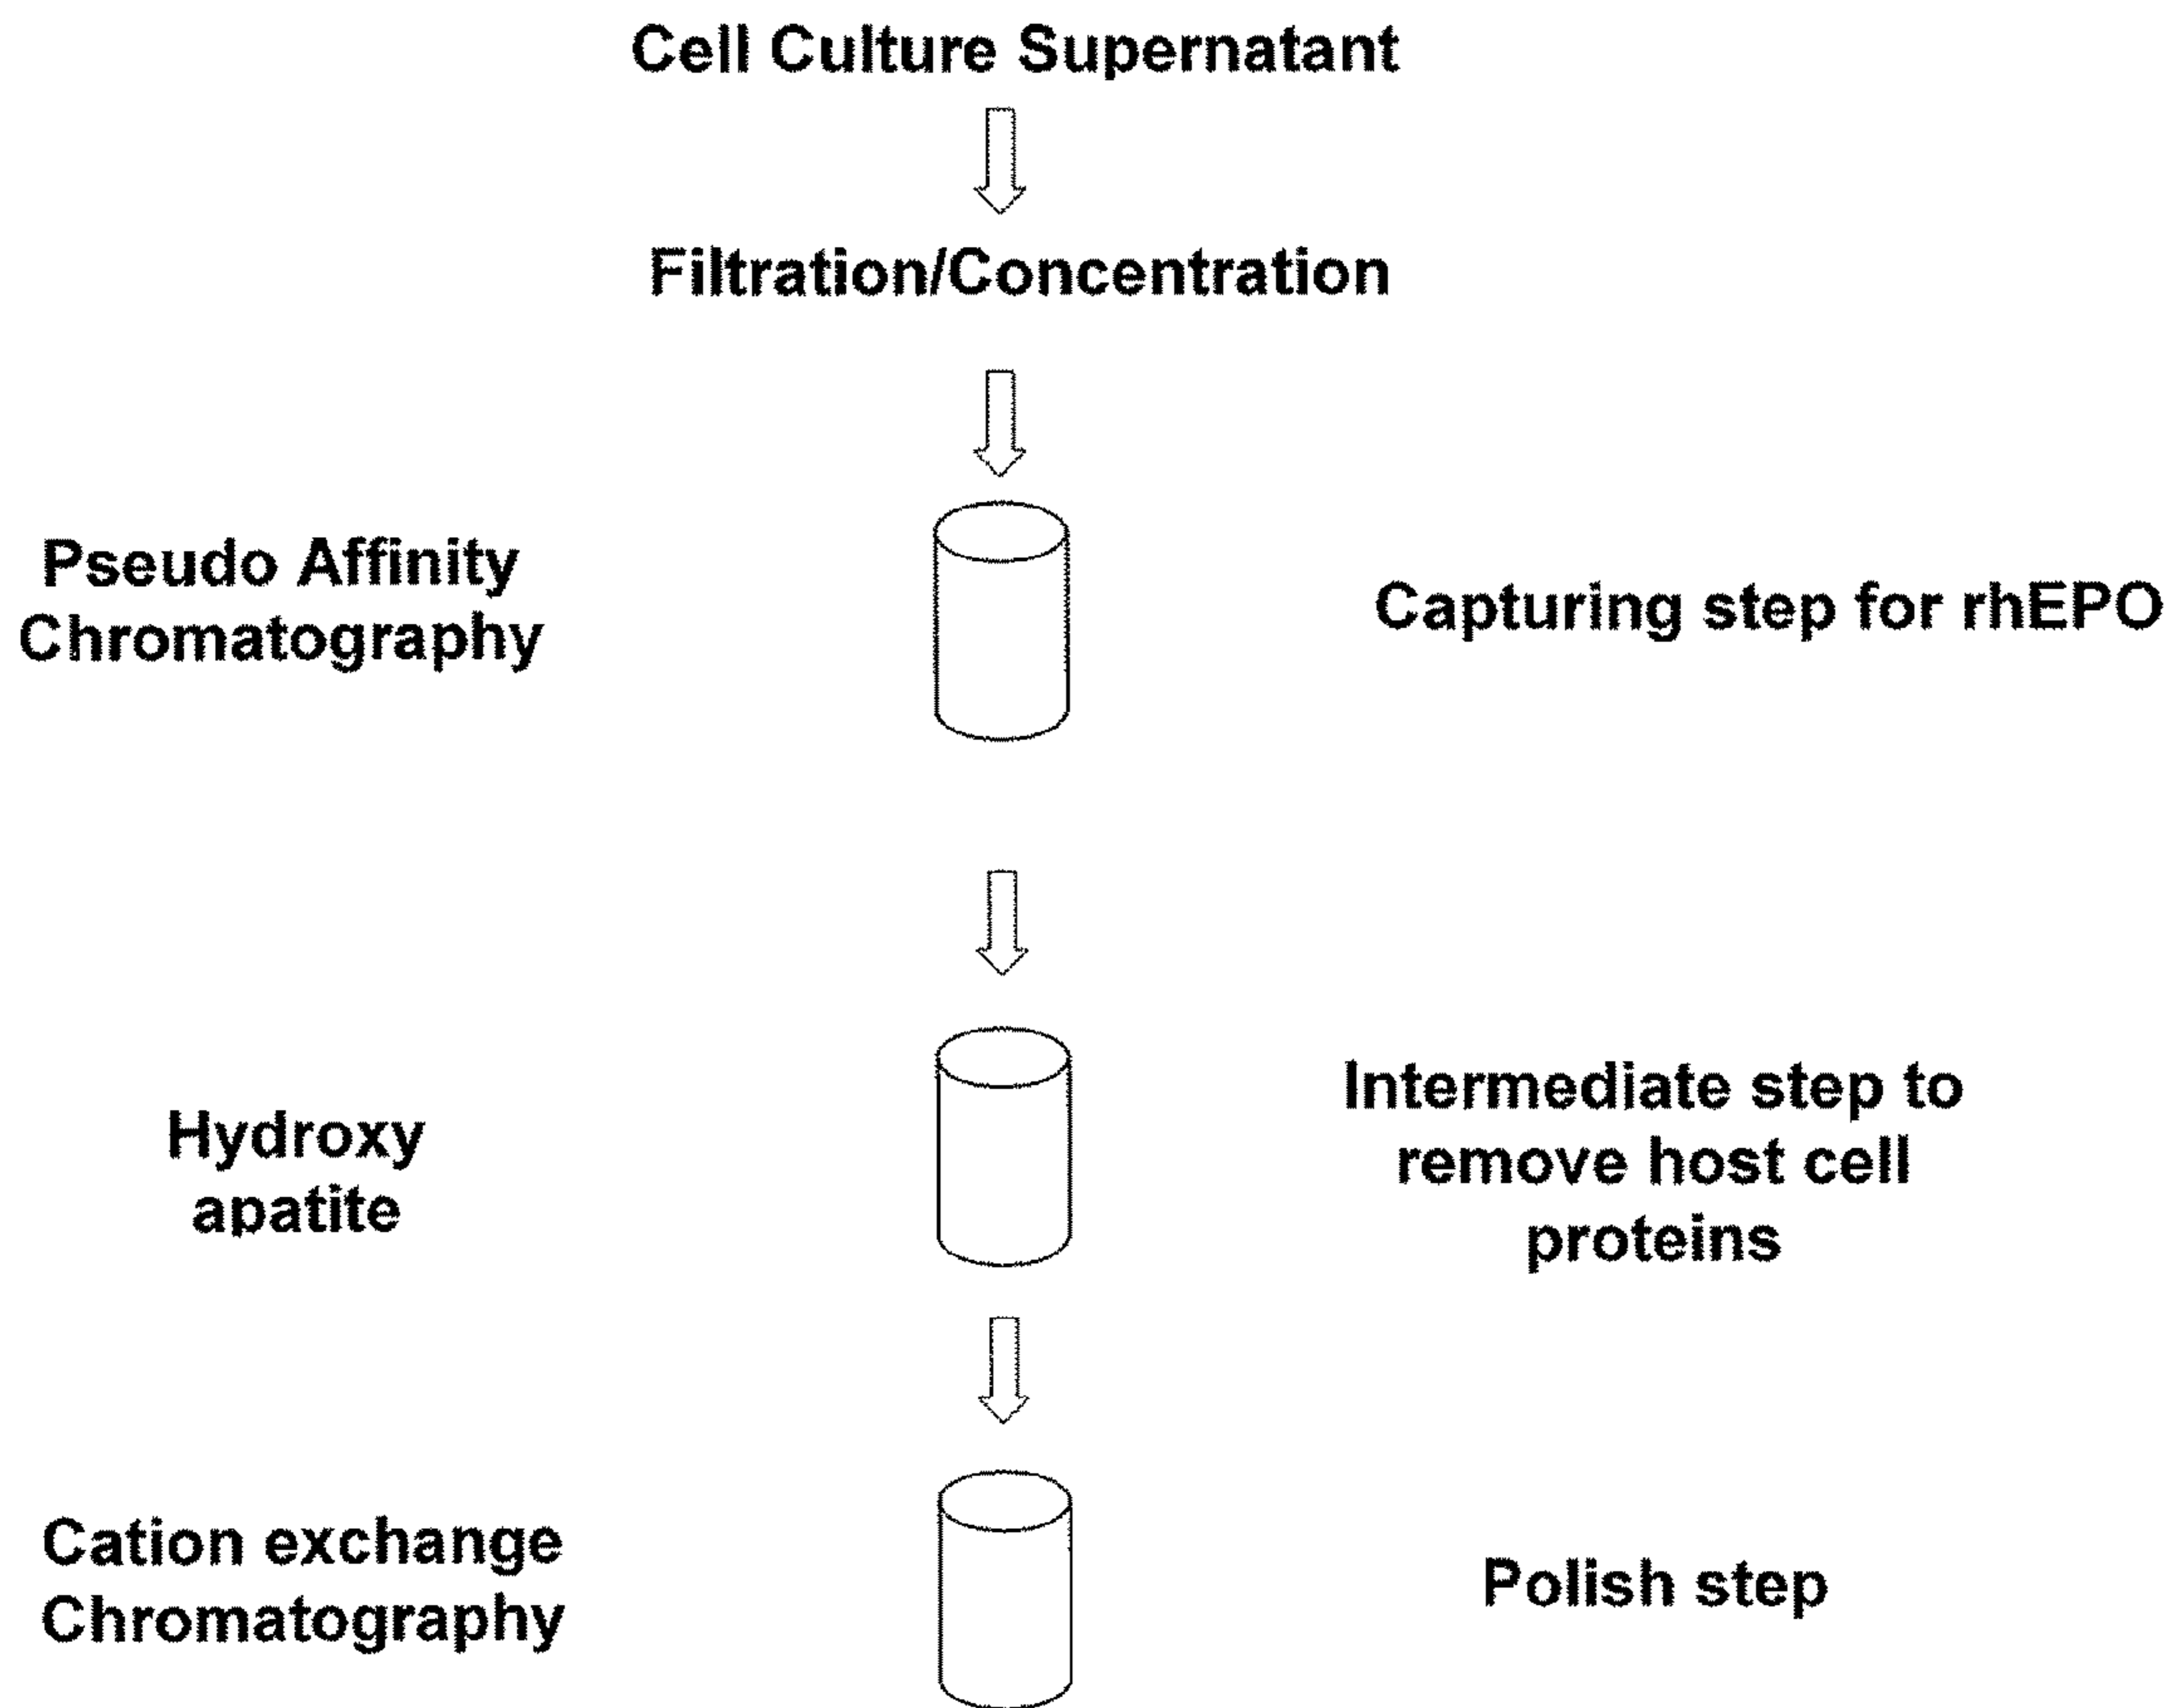 Cell Culture Supernatant
Filtration/Concentration
Pseudo Affinity
Chromatography
Capturing step for rhEPO
Hydroxy
apatite
Intermediate step to
remove host cell
proteins
Cation exchange
Chromatography
Polish step